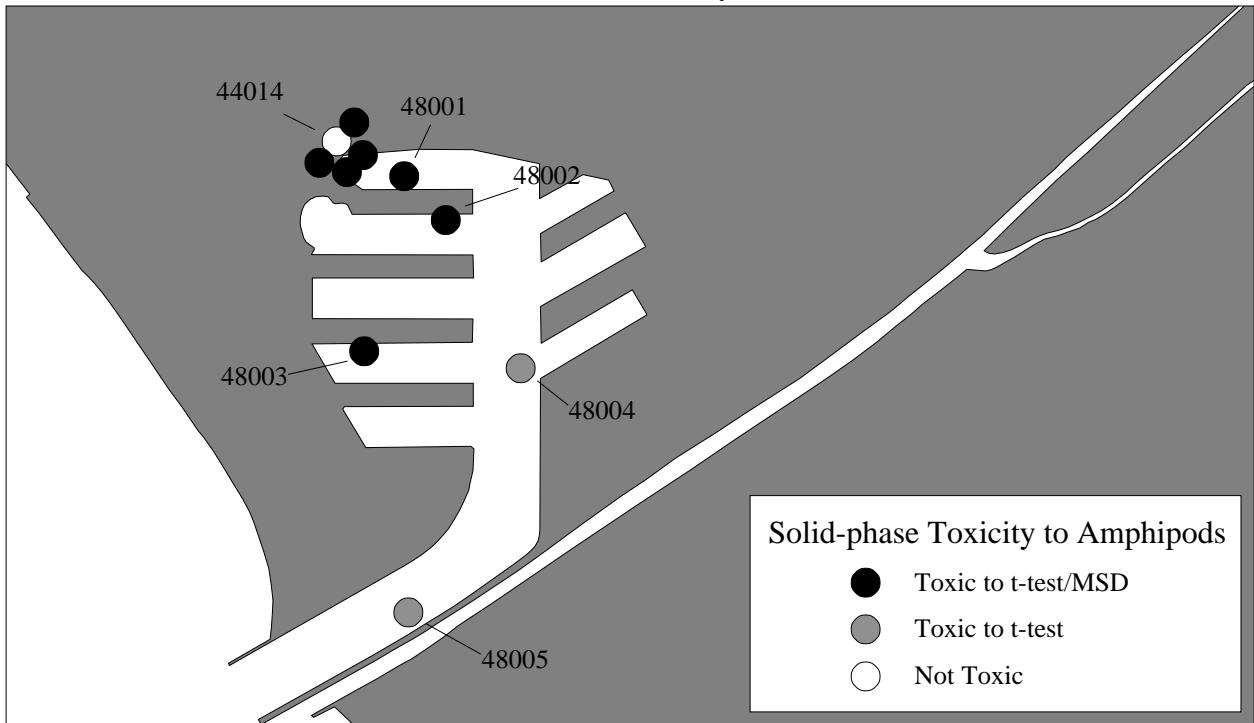 44014
48001
48002
48003
48004
48005
Solid-phase Toxicity to Amphipods
Toxic to t-test/MSD
Toxic to t-test
Not Toxic